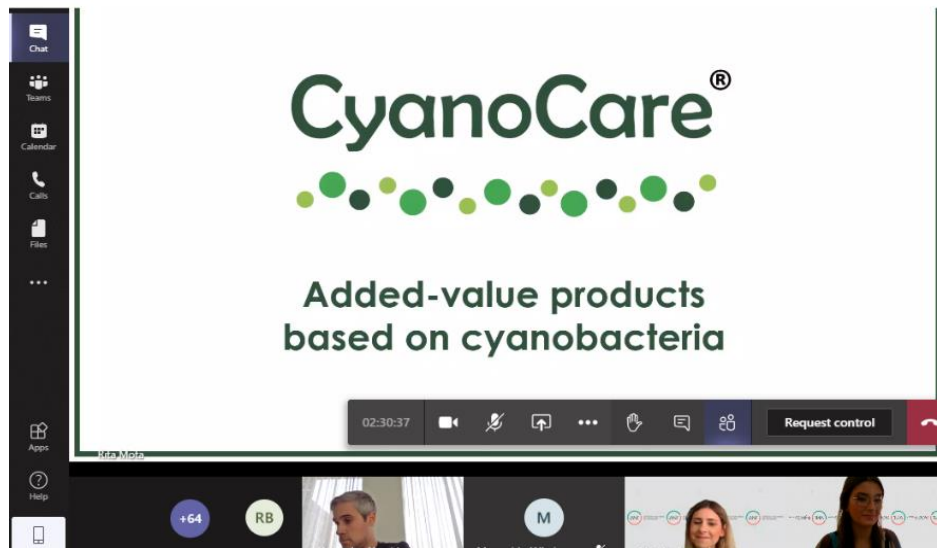 Chat
Teams
Calendar
Calls
Files
CyanoCare®
Added-value products
based on cyanobacteria
02:30:37
Request control
Apps
Help
Rita Mota
+64
RB
M